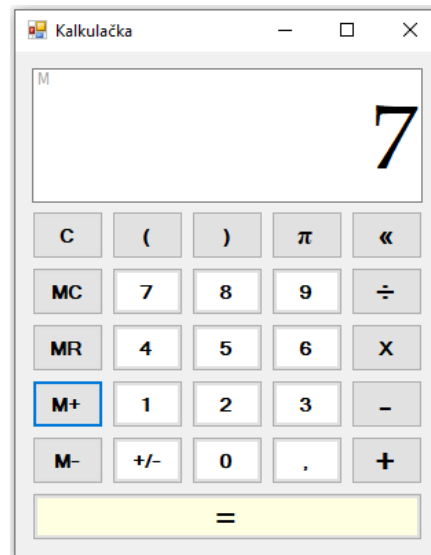 Kalkulačka
M
7
C ( ) π «
MC 7 8 9 ÷
MR 4 5 6 X
M+ 1 2 3 -
M- +/- 0 , +
=